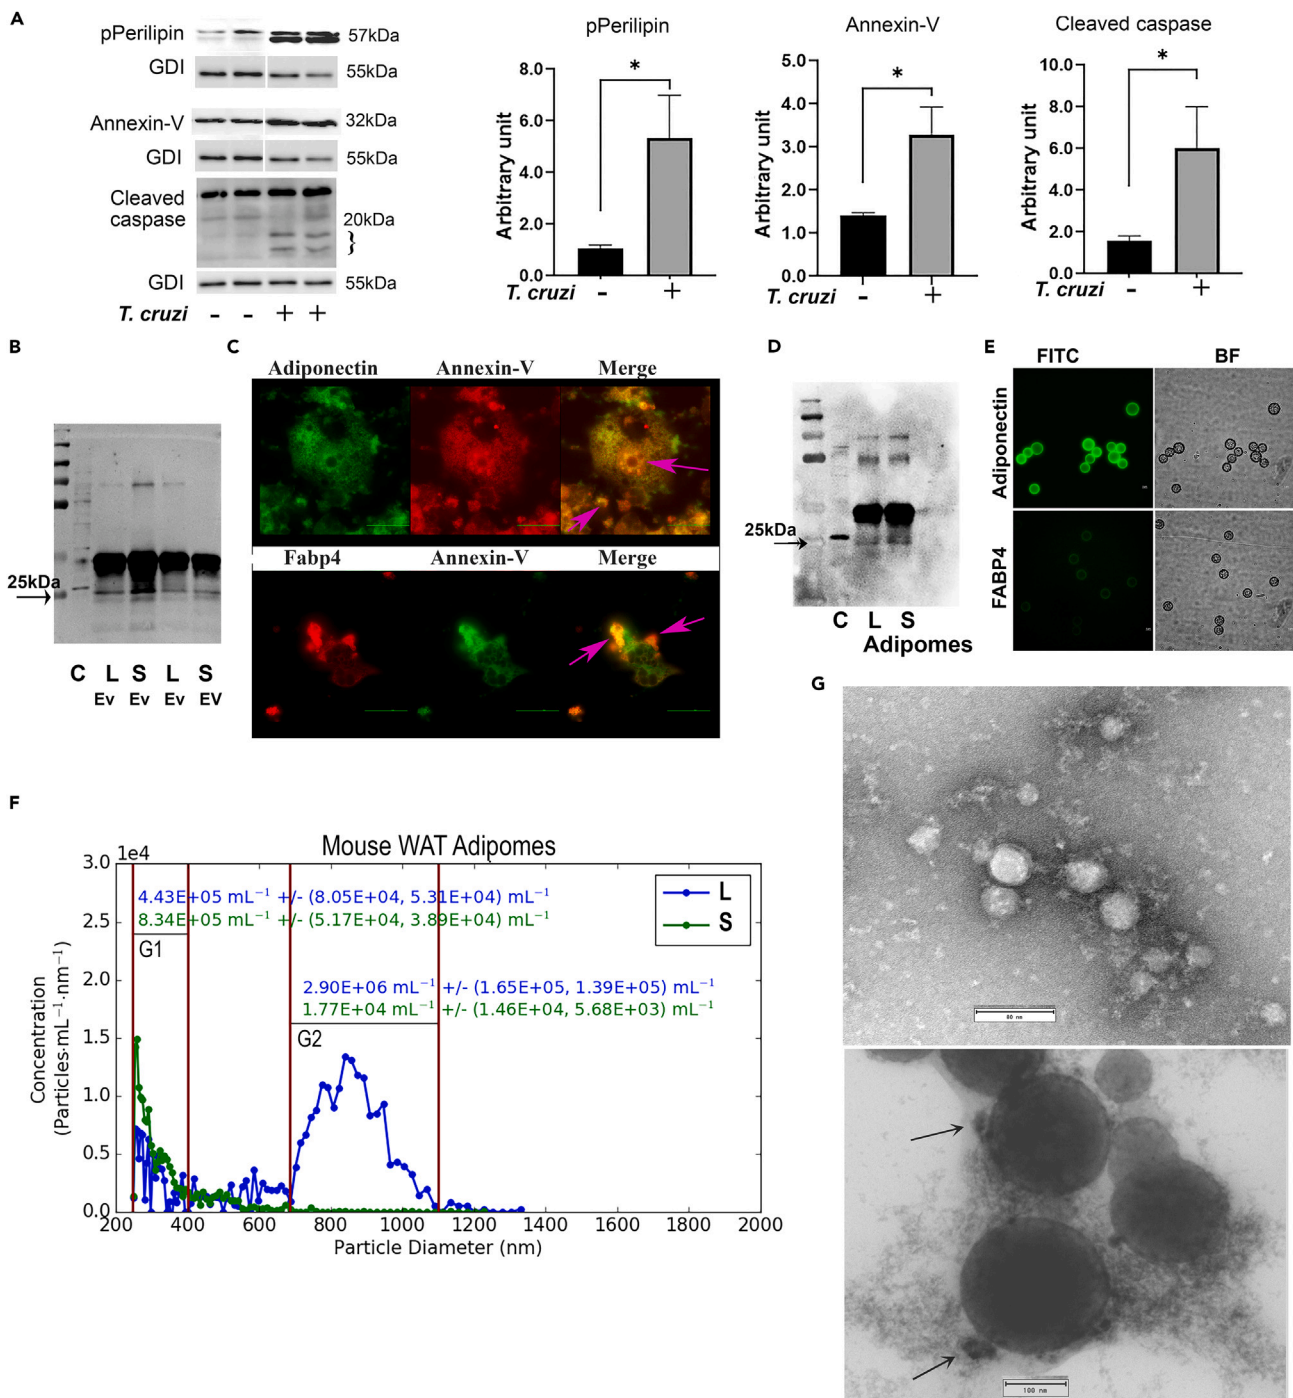 A
pPerilipin
57kDa
GDI
55kDa
Annexin-V
32kDa
GDI
55kDa
Cleaved
caspase
20kDa
}
GDI
55kDa
T. cruzi - - + +
pPerilipin
Arbitrary unit
8.0
6.0
4.0
2.0
0.0
*
T. cruzi - +
Annexin-V
Arbitrary unit
5.0
4.0
3.0
2.0
1.0
0.0
*
T. cruzi - +
Cleaved caspase
Arbitrary unit
10.0
8.0
6.0
4.0
2.0
0.0
*
T. cruzi - +
B
25kDa
C L S L S
Ev Ev Ev EV
C
Adiponectin Annexin-V Merge
Fabp4 Annexin-V Merge
D
25kDa
C L S
Adipomes
E
FITC BF
Adiponectin
FABP4
F
Mouse WAT Adipomes
1e4
3.0
2.5
2.0
1.5
1.0
0.5
0.0
Concentration
(Particles·mL⁻¹·nm⁻¹)
4.43E+05 mL⁻¹ +/- (8.05E+04, 5.31E+04) mL⁻¹
8.34E+05 mL⁻¹ +/- (5.17E+04, 3.89E+04) mL⁻¹
G1
L
S
2.90E+06 mL⁻¹ +/- (1.65E+05, 1.39E+05) mL⁻¹
1.77E+04 mL⁻¹ +/- (1.46E+04, 5.68E+03) mL⁻¹
G2
200 400 600 800 1000 1200 1400 1600 1800 2000
Particle Diameter (nm)
G
80 nm
100 nm